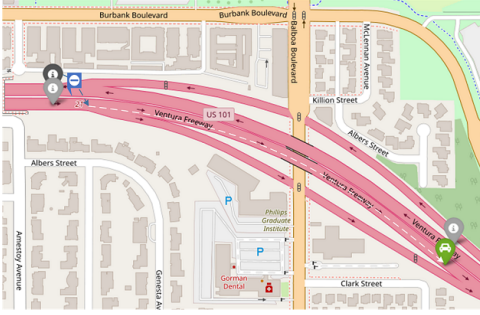 Burbank Boulevard
Burbank Boulevard
Balboa Boulevard
McLennan Avenue
US 101
Ventura Freeway
Killion Street
Albers Street
Albers Street
Ventura Freeway
Ventura Freeway
P
Phillips
Graduate
Institute
P
Gorman
Dental
Amestoy Avenue
Genesta Av
Clark Street